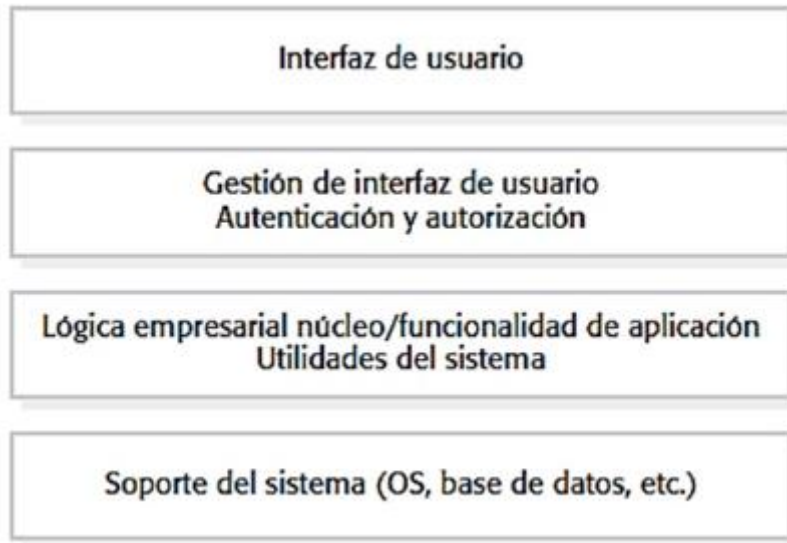 Interfaz de usuario
Gestión de interfaz de usuario
Autenticación y autorización
Lógica empresarial núcleo/funcionalidad de aplicación
Utilidades del sistema
Soporte del sistema (OS, base de datos, etc.)